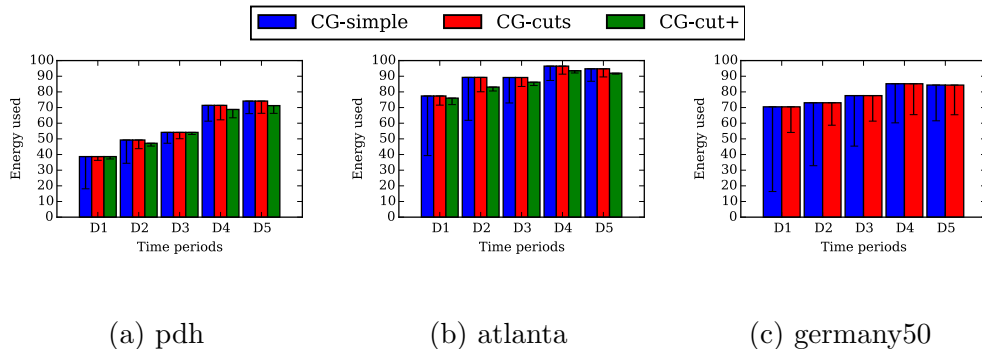 CG-simple CG-cuts CG-cut+
Energy used
100
90
80
70
60
50
40
30
20
10
0
D1 D2 D3 D4 D5
Time periods
(a) pdh
Energy used
100
90
80
70
60
50
40
30
20
10
0
D1 D2 D3 D4 D5
Time periods
(b) atlanta
Energy used
100
90
80
70
60
50
40
30
20
10
0
D1 D2 D3 D4 D5
Time periods
(c) germany50